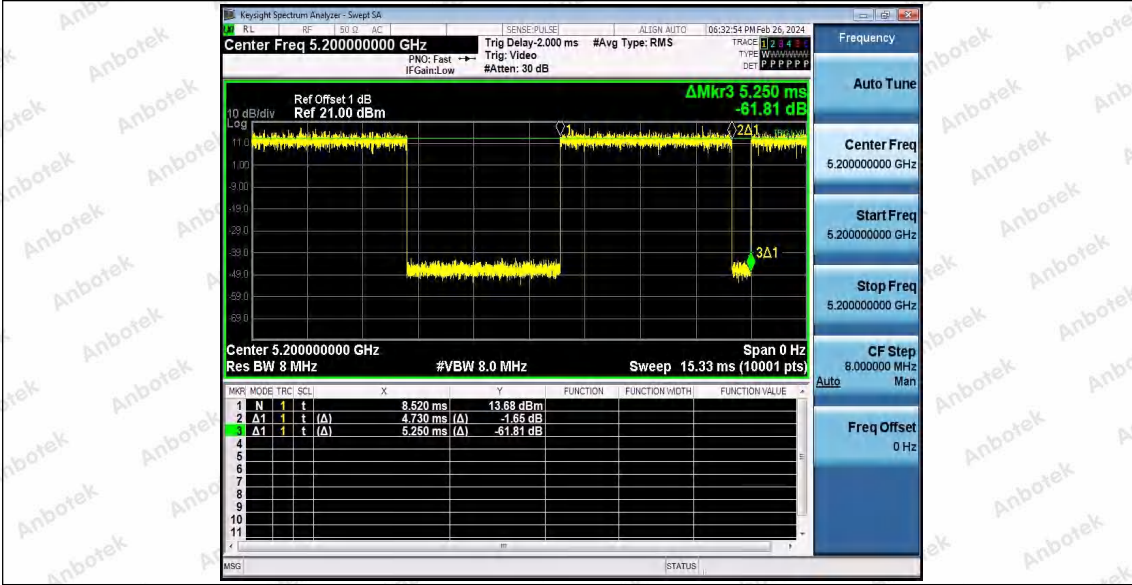 Keysight Spectrum Analyzer - Swept SA
RL RF 50 Ω AC SENSE:PULSE ALIGN AUTO 06:32:54 PM Feb 26, 2024
Center Freq 5.200000000 GHz
PNO: Fast
IFGain:Low
Trig Delay-2.000 ms
Trig: Video
#Atten: 30 dB
#Avg Type: RMS
TRACE 1 2 3 4 5 6
TYPE W
DET P P P P P P
Frequency
Auto Tune
Center Freq
5.200000000 GHz
Start Freq
5.200000000 GHz
Stop Freq
5.200000000 GHz
CF Step
8.000000 MHz
Auto Man
Freq Offset
0 Hz
ΔMkr3 5.250 ms
-61.81 dB
Ref Offset 1 dB
10 dB/div Ref 21.00 dBm
Log
11.0
1.00
-9.00
-19.0
-29.0
-39.0
-49.0
-59.0
-69.0
1
2Δ1
3Δ1
Center 5.200000000 GHz Span 0 Hz
Res BW 8 MHz #VBW 8.0 MHz Sweep 15.33 ms (10001 pts)
MKR MODE TRC SCL X Y FUNCTION FUNCTION WIDTH FUNCTION VALUE
1 N 1 t 8.520 ms 13.68 dBm
2 Δ1 1 t (Δ) 4.730 ms (Δ) -1.65 dB
3 Δ1 1 t (Δ) 5.250 ms (Δ) -61.81 dB
4
5
6
7
8
9
10
11
MSG STATUS
Anbotek